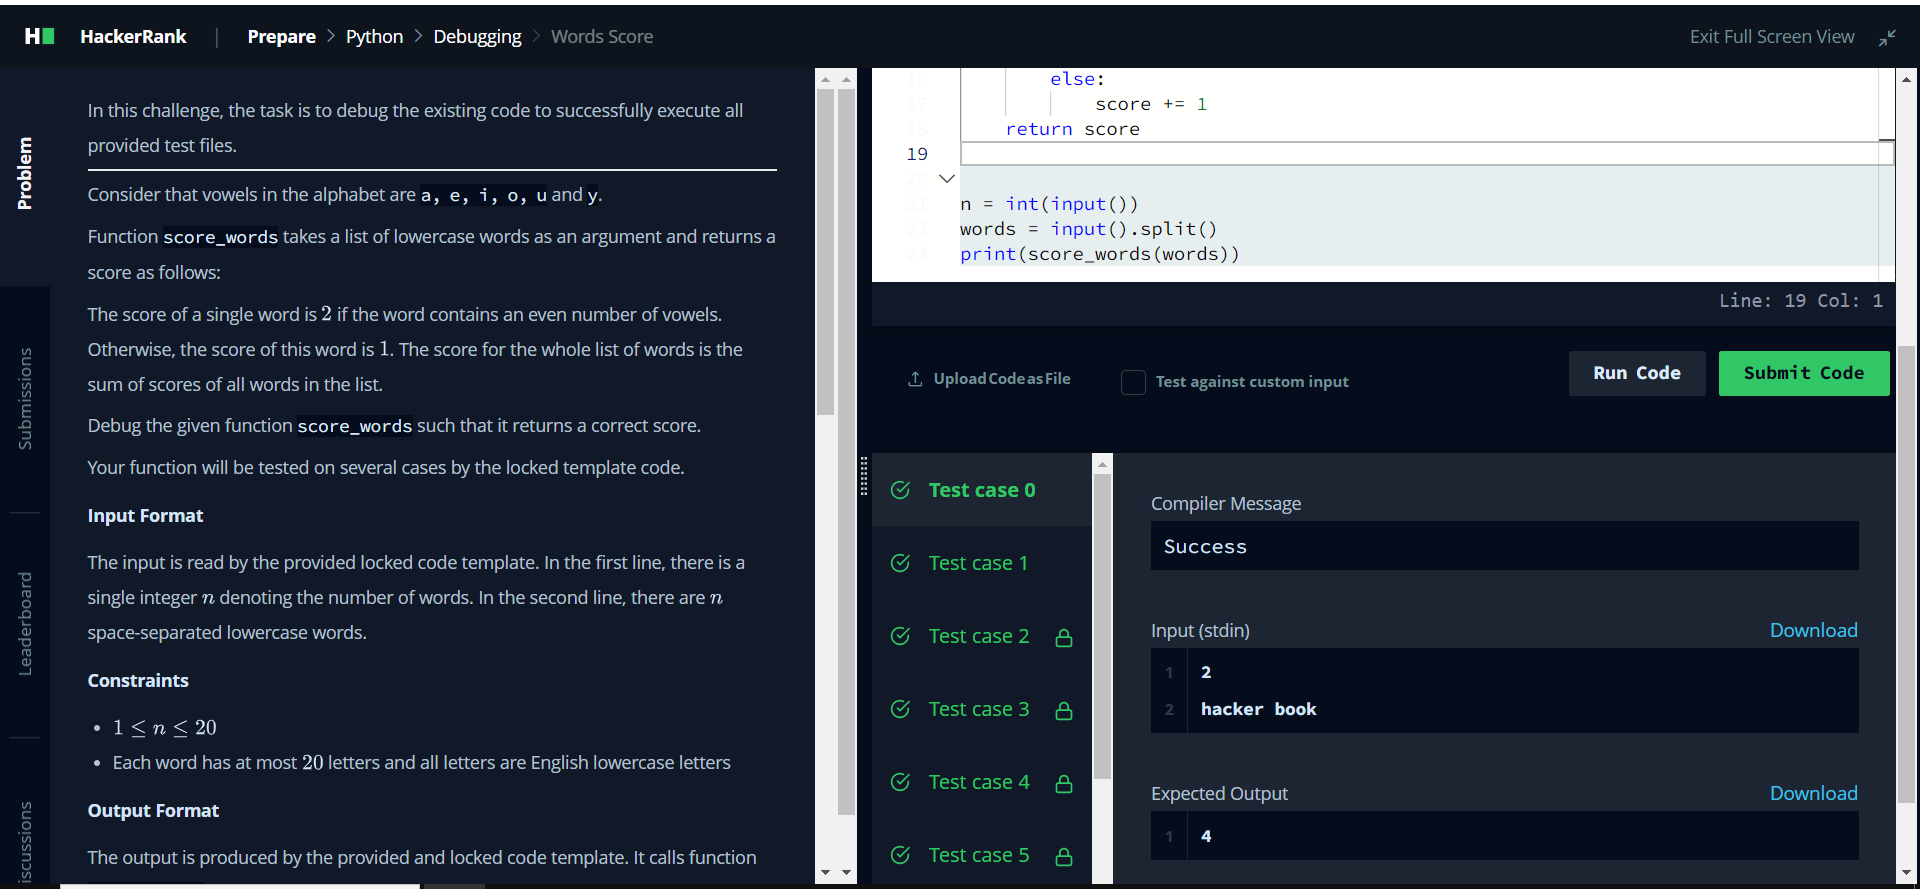 HackerRank | Prepare > Python > Debugging > Words Score
Exit Full Screen View
Problem
Submissions
Leaderboard
iscussions
In this challenge, the task is to debug the existing code to successfully execute all
provided test files.
Consider that vowels in the alphabet are a, e, i, o, u and y.
Function score_words takes a list of lowercase words as an argument and returns a
score as follows:
The score of a single word is 2 if the word contains an even number of vowels.
Otherwise, the score of this word is 1. The score for the whole list of words is the
sum of scores of all words in the list.
Debug the given function score_words such that it returns a correct score.
Your function will be tested on several cases by the locked template code.
Input Format
The input is read by the provided locked code template. In the first line, there is a
single integer n denoting the number of words. In the second line, there are n
space-separated lowercase words.
Constraints
• 1 ≤ n ≤ 20
• Each word has at most 20 letters and all letters are English lowercase letters
Output Format
The output is produced by the provided and locked code template. It calls function
16 else:
17 score += 1
18 return score
19
20
21 n = int(input())
22 words = input().split()
23 print(score_words(words))
Line: 19 Col: 1
Upload Code as File
Test against custom input
Run Code
Submit Code
Test case 0
Test case 1
Test case 2
Test case 3
Test case 4
Test case 5
Compiler Message
Success
Input (stdin)
Download
1 2
2 hacker book
Expected Output
Download
1 4